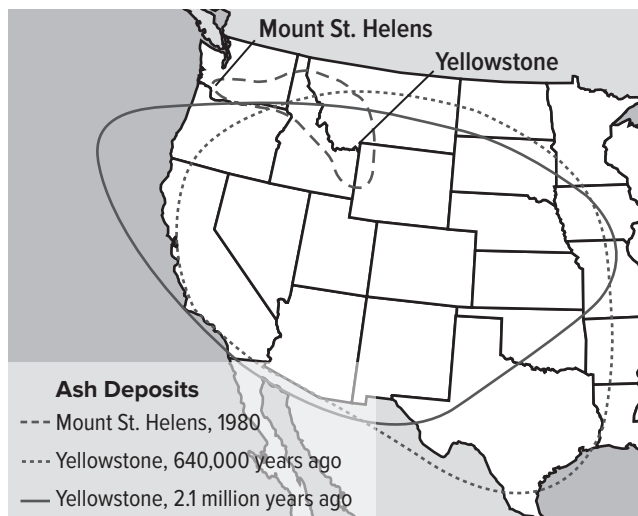 Mount St. Helens
Yellowstone
Ash Deposits
Mount St. Helens, 1980
Yellowstone, 640,000 years ago
Yellowstone, 2.1 million years ago